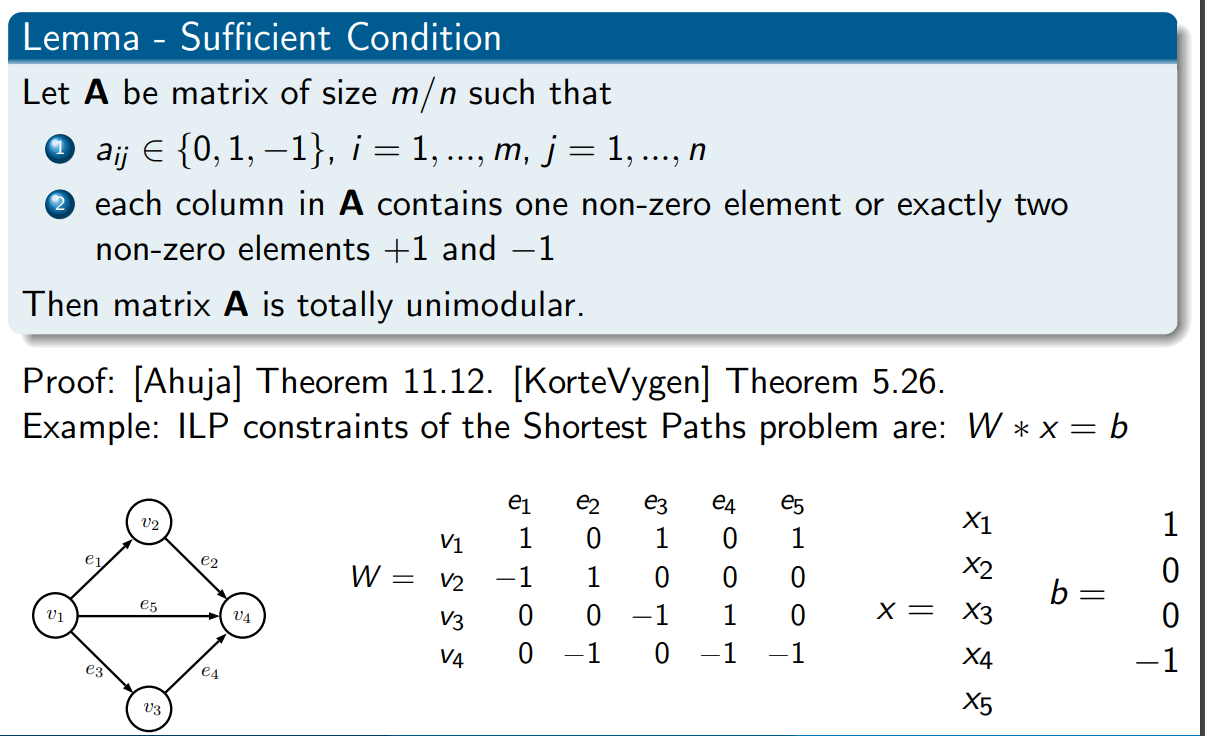 Lemma - Sufficient Condition
Let A be matrix of size m/n such that
1 a_ij ∈ {0, 1, −1}, i = 1, ..., m, j = 1, ..., n
2 each column in A contains one non-zero element or exactly two
non-zero elements +1 and −1
Then matrix A is totally unimodular.
Proof: [Ahuja] Theorem 11.12. [KorteVygen] Theorem 5.26.
Example: ILP constraints of the Shortest Paths problem are: W ∗ x = b
v2
e1
e2
v1
e5
v4
e3
e4
v3
e1 e2 e3 e4 e5
v1 1 0 1 0 1
W = v2 −1 1 0 0 0
v3 0 0 −1 1 0
v4 0 −1 0 −1 −1
x1
x2
x = x3
x4
x5
1
b = 0
0
−1